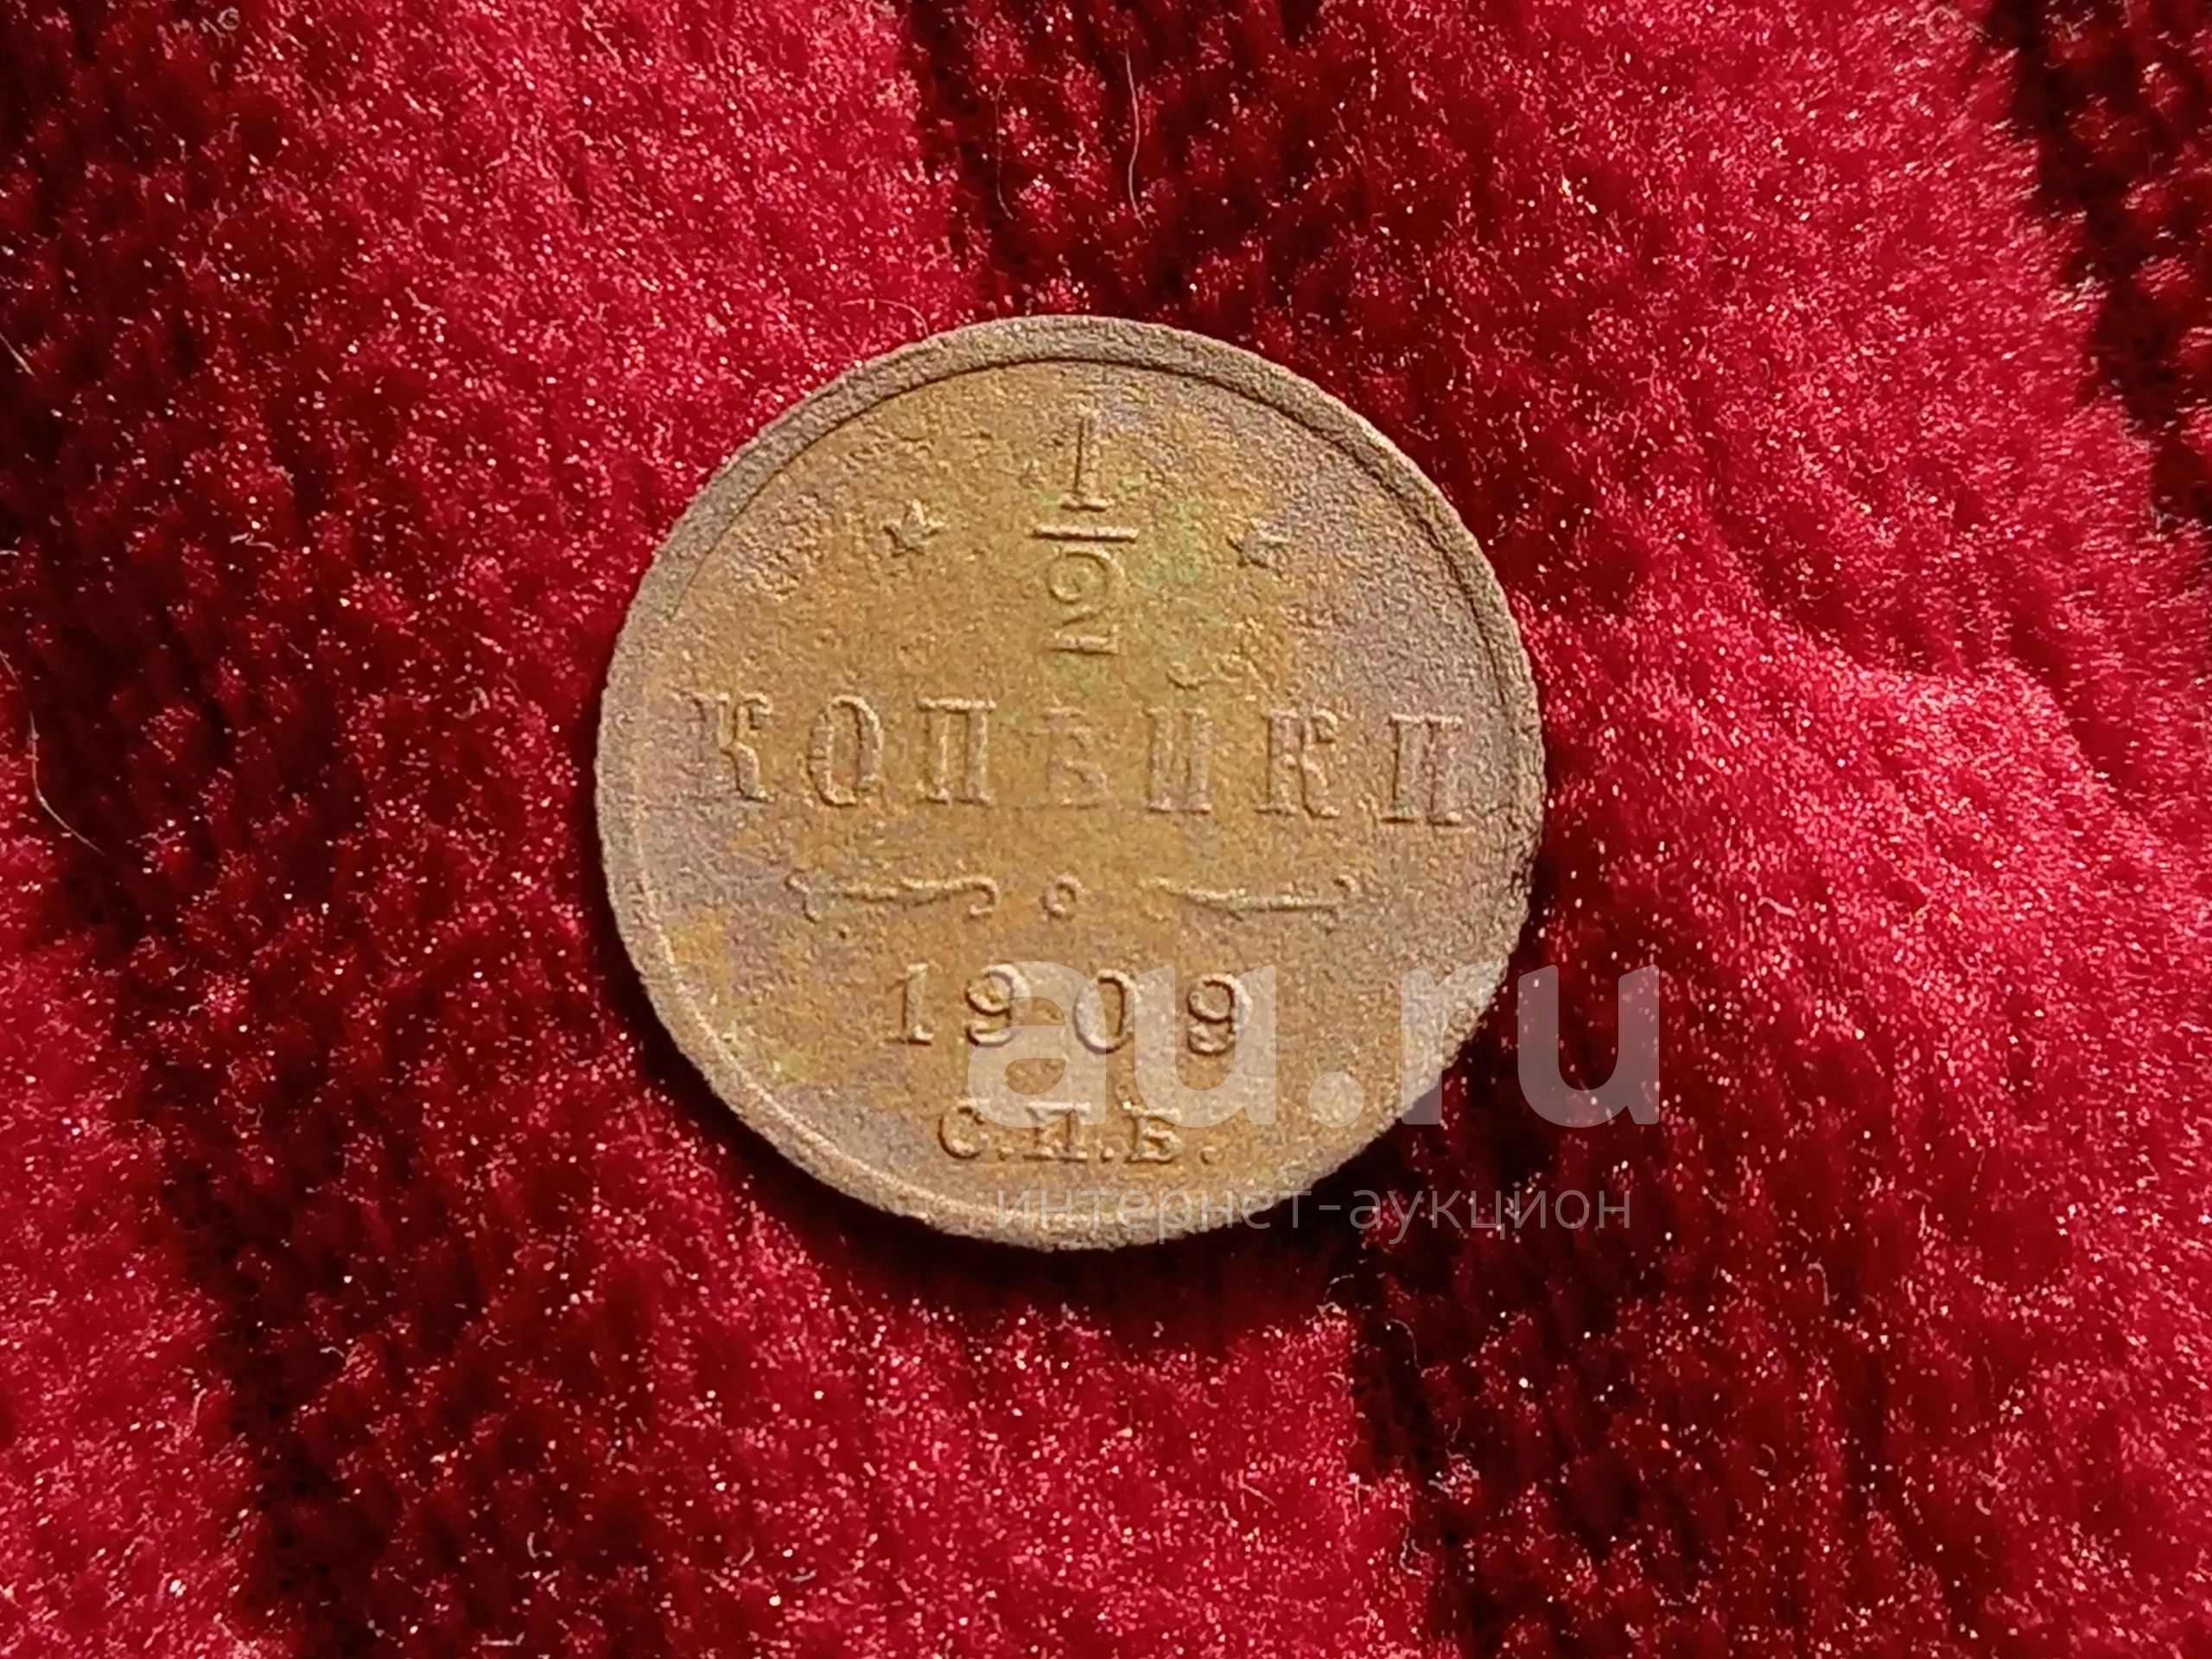 1
2
КОПѢЙКИ.
1909
С.П.Б.
au.ru
интернет-аукцион